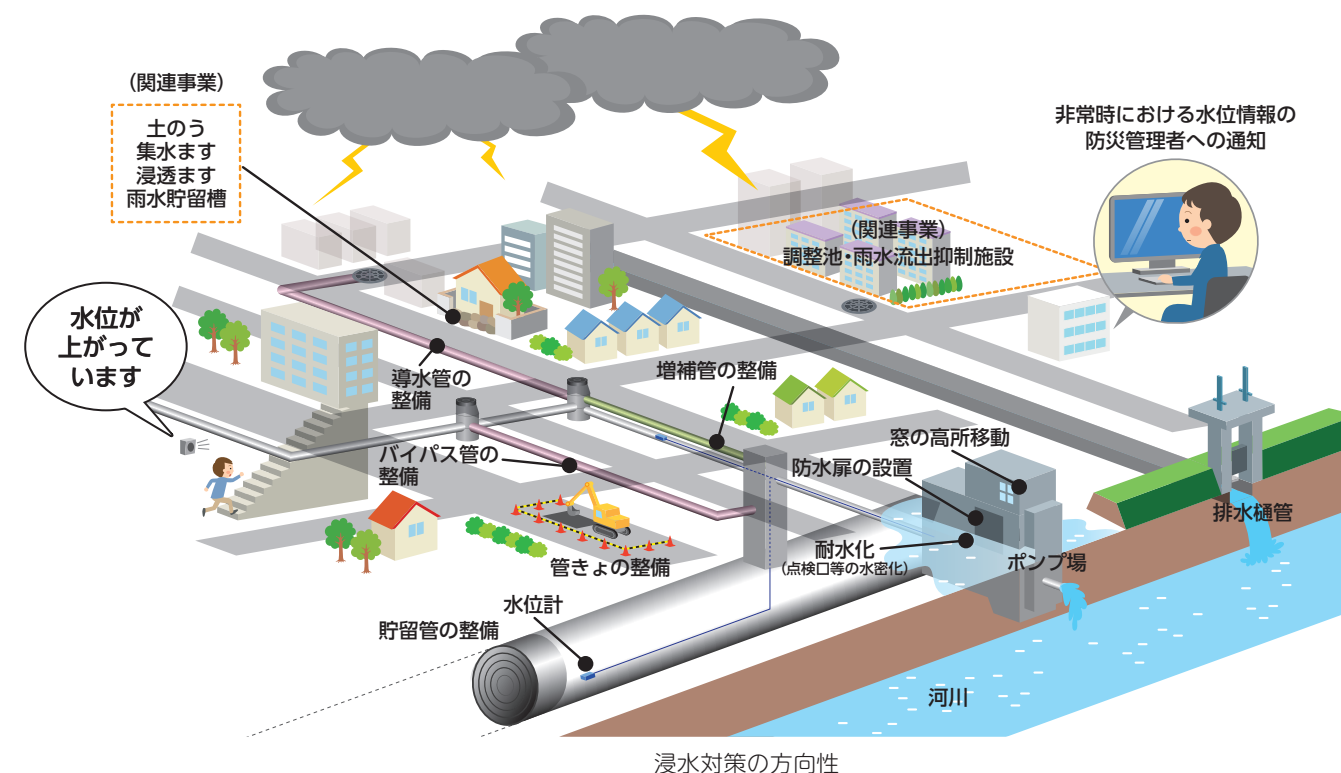 (関連事業)
土のう
集水ます
浸透ます
雨水貯留槽
非常時における水位情報の
防災管理者への通知
(関連事業)
調整池・雨水流出抑制施設
水位が
上がって
います
導水管の
整備
増補管の整備
バイパス管の
整備
窓の高所移動
防水扉の設置
排水樋管
耐水化
(点検口等の水密化)
ポンプ場
管きょの整備
水位計
貯留管の整備
河川
浸水対策の方向性